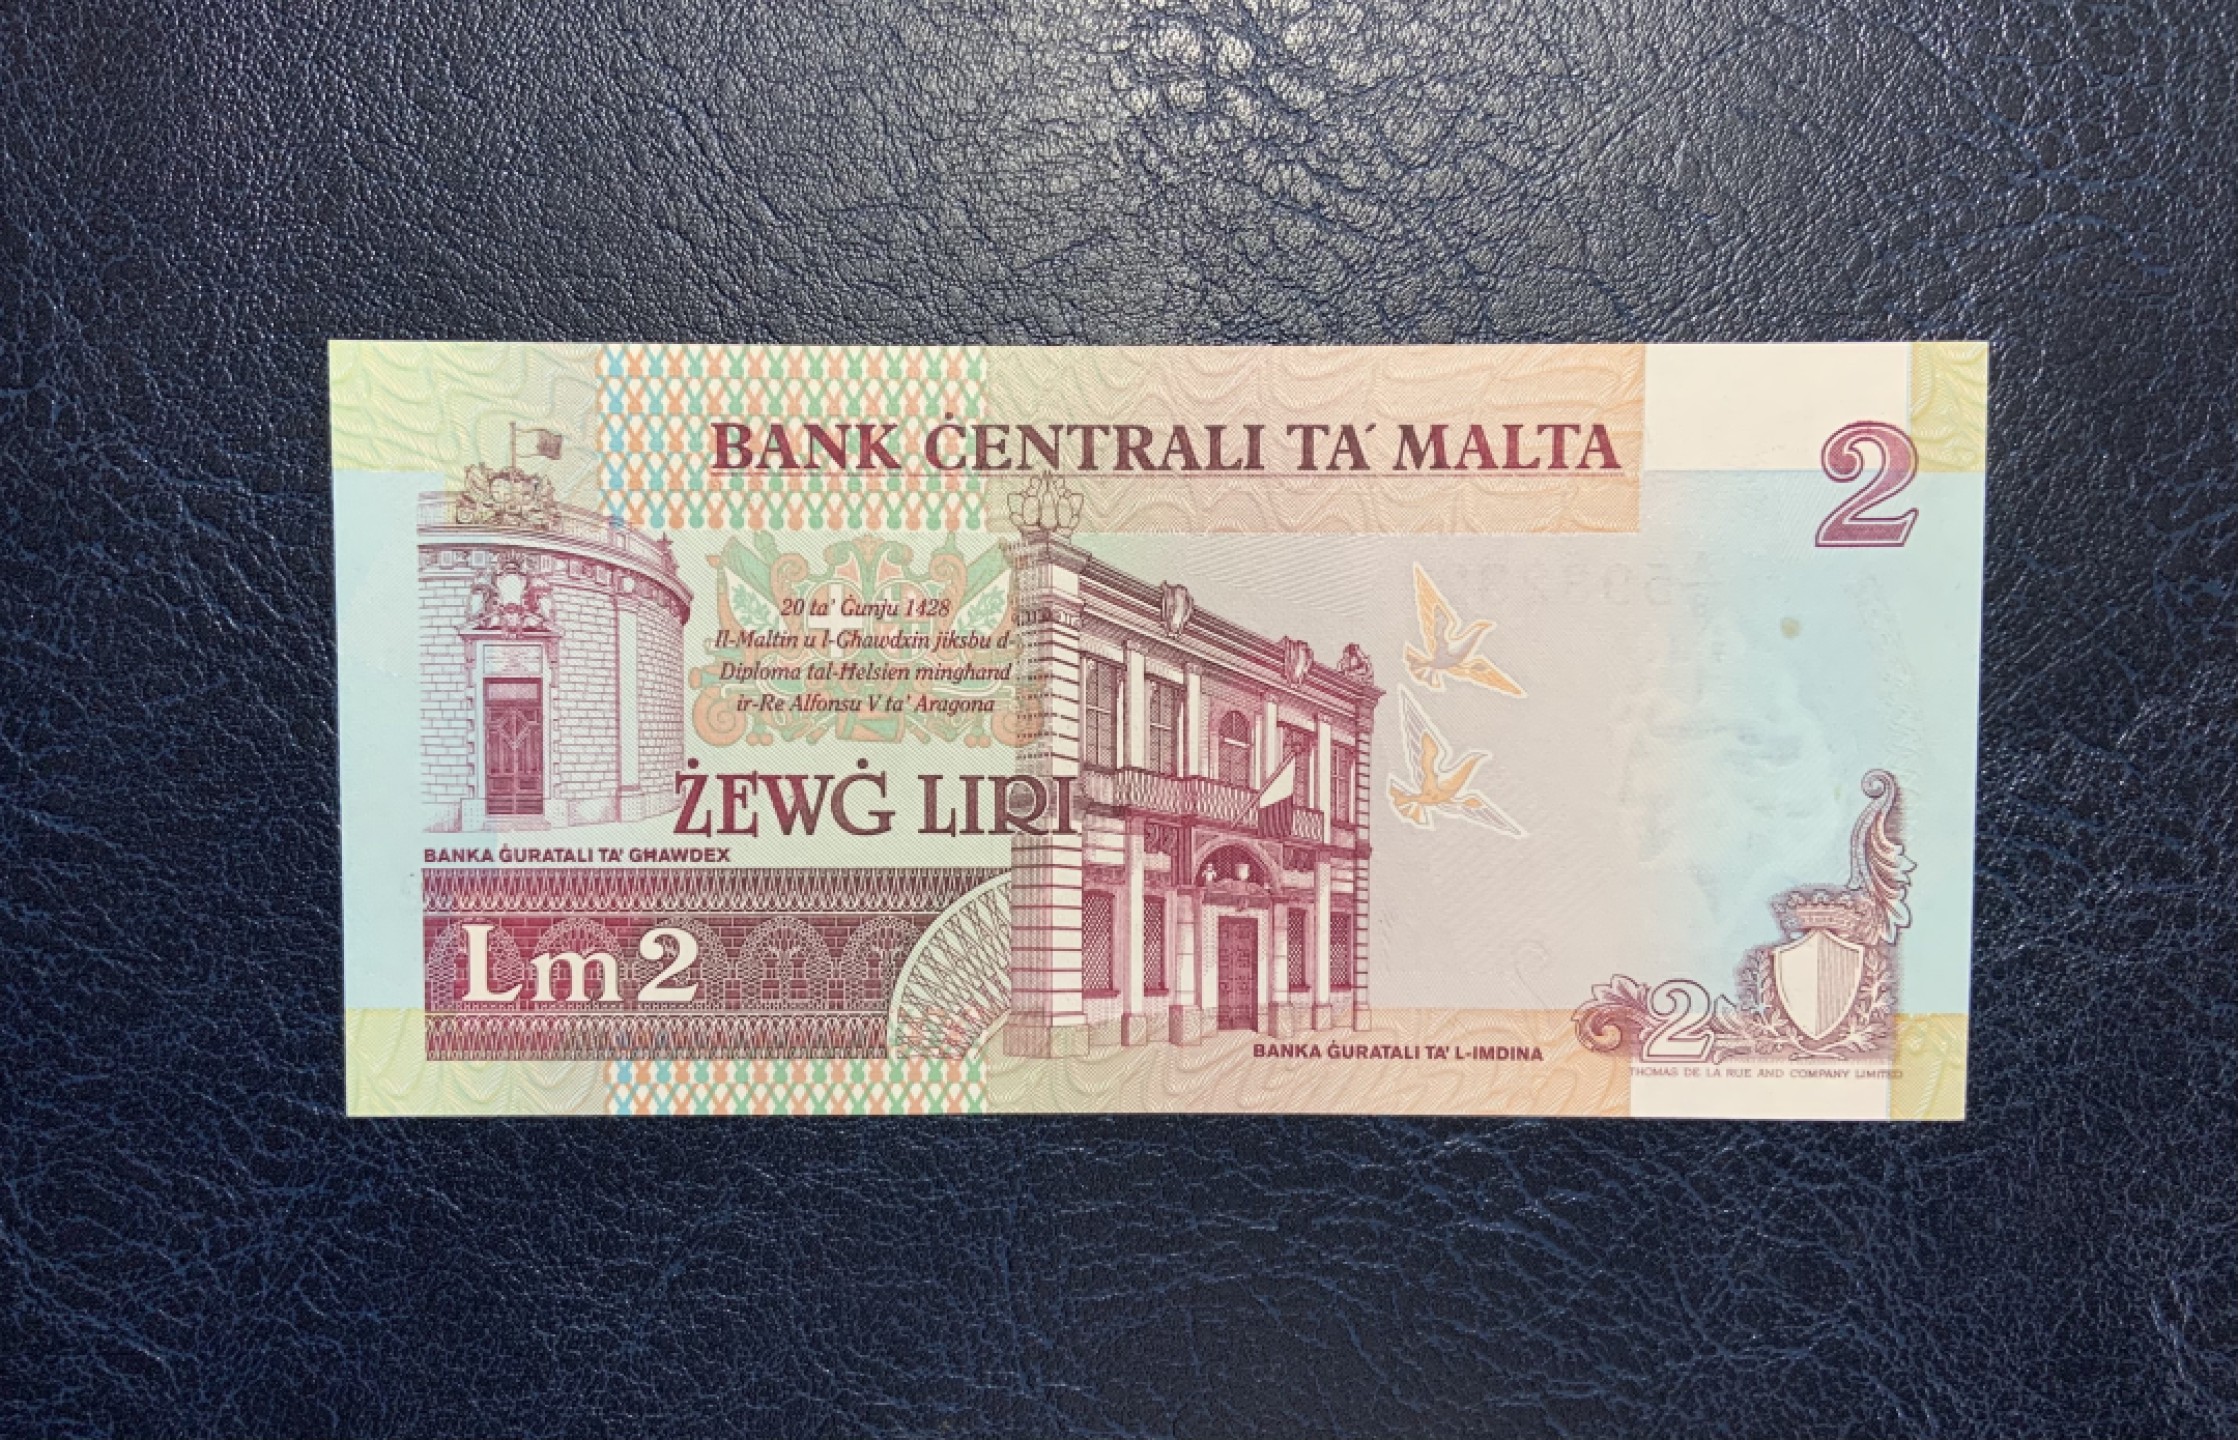 BANK ĊENTRALI TA' MALTA
2
20 ta' Ġunju 1428
Il-Maltin u l-Għawdxin jiksbu d-
Diploma tal-Ħelsien mingħand
ir-Re Alfonsu V ta' Aragona
ŻEWĠ LIRI
BANKA ĠURATALI TA' GĦAWDEX
Lm2
BANKA ĠURATALI TA' L-IMDINA
2
THOMAS DE LA RUE AND COMPANY LIMITED